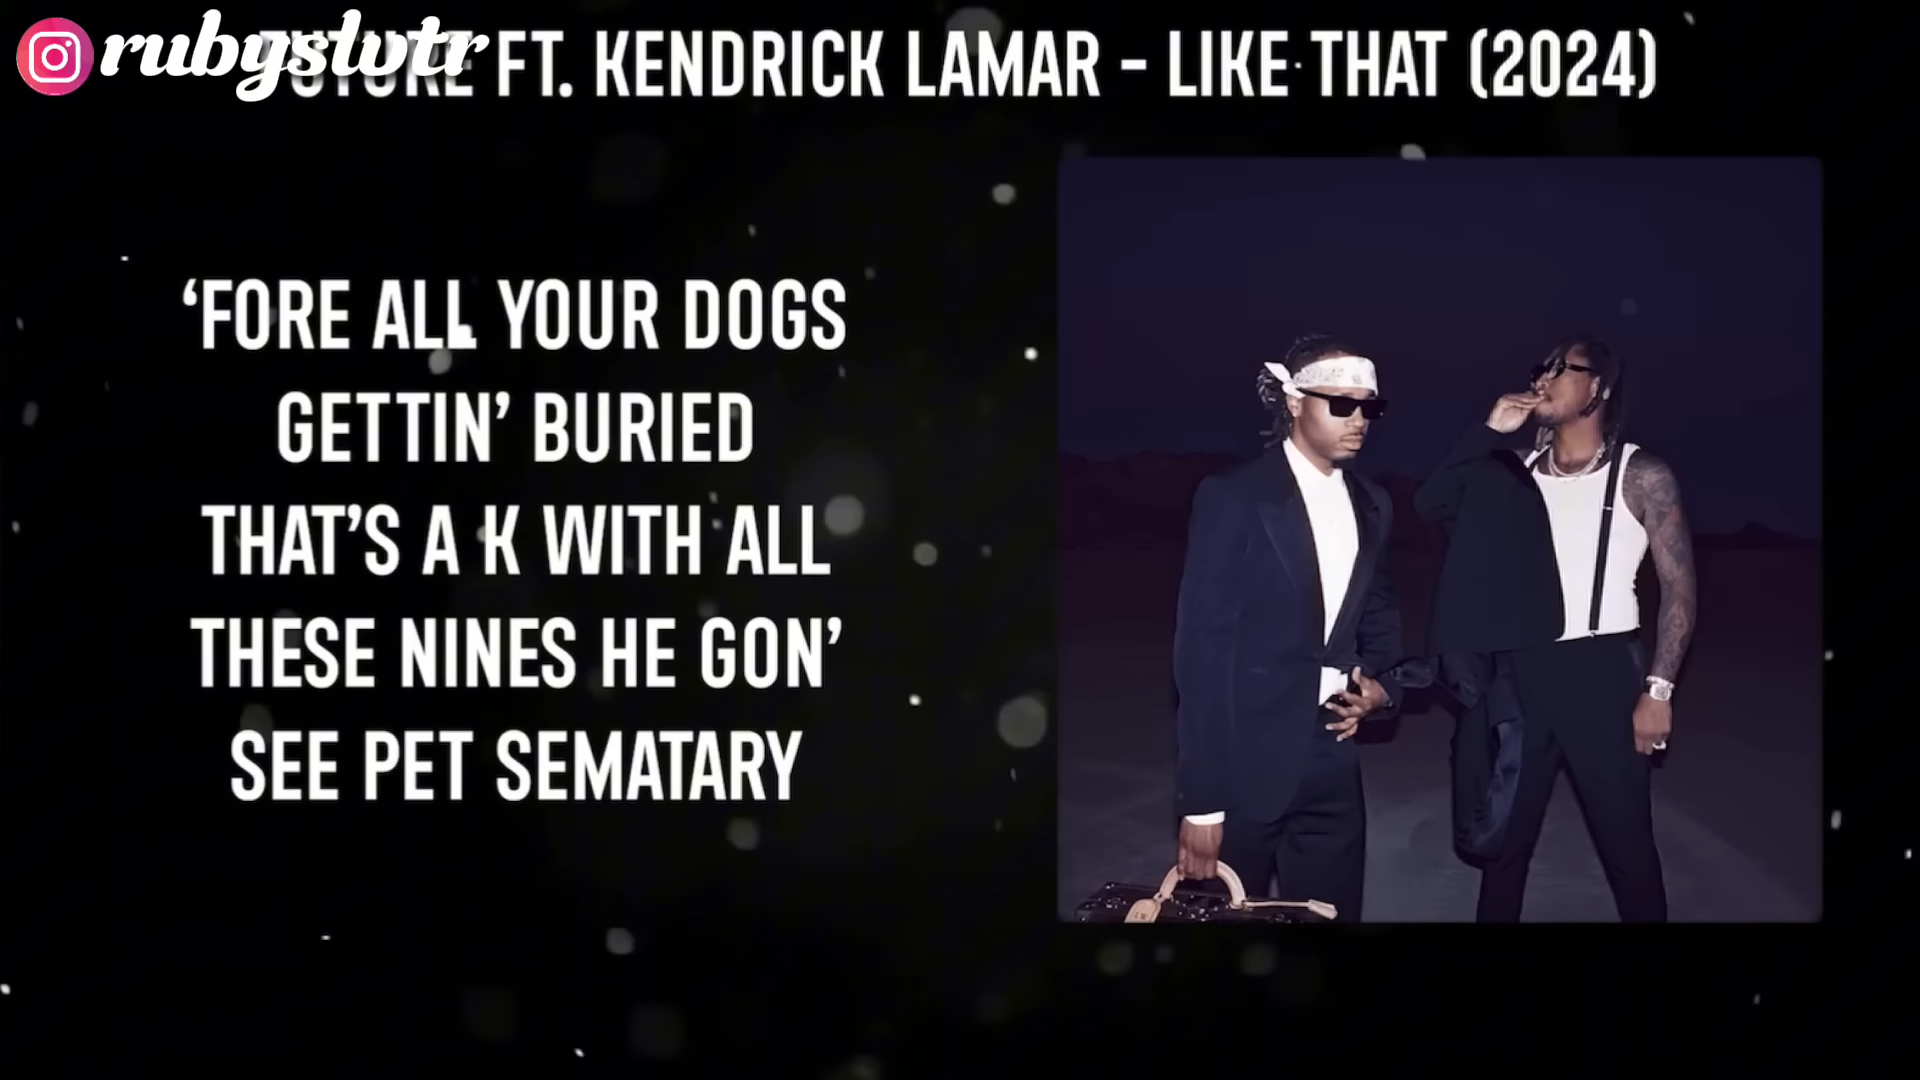 rubyslvtr
FUTURE FT. KENDRICK LAMAR - LIKE THAT (2024)
‘FORE ALL YOUR DOGS
GETTIN’ BURIED
THAT’S A K WITH ALL
THESE NINES HE GON’
SEE PET SEMATARY